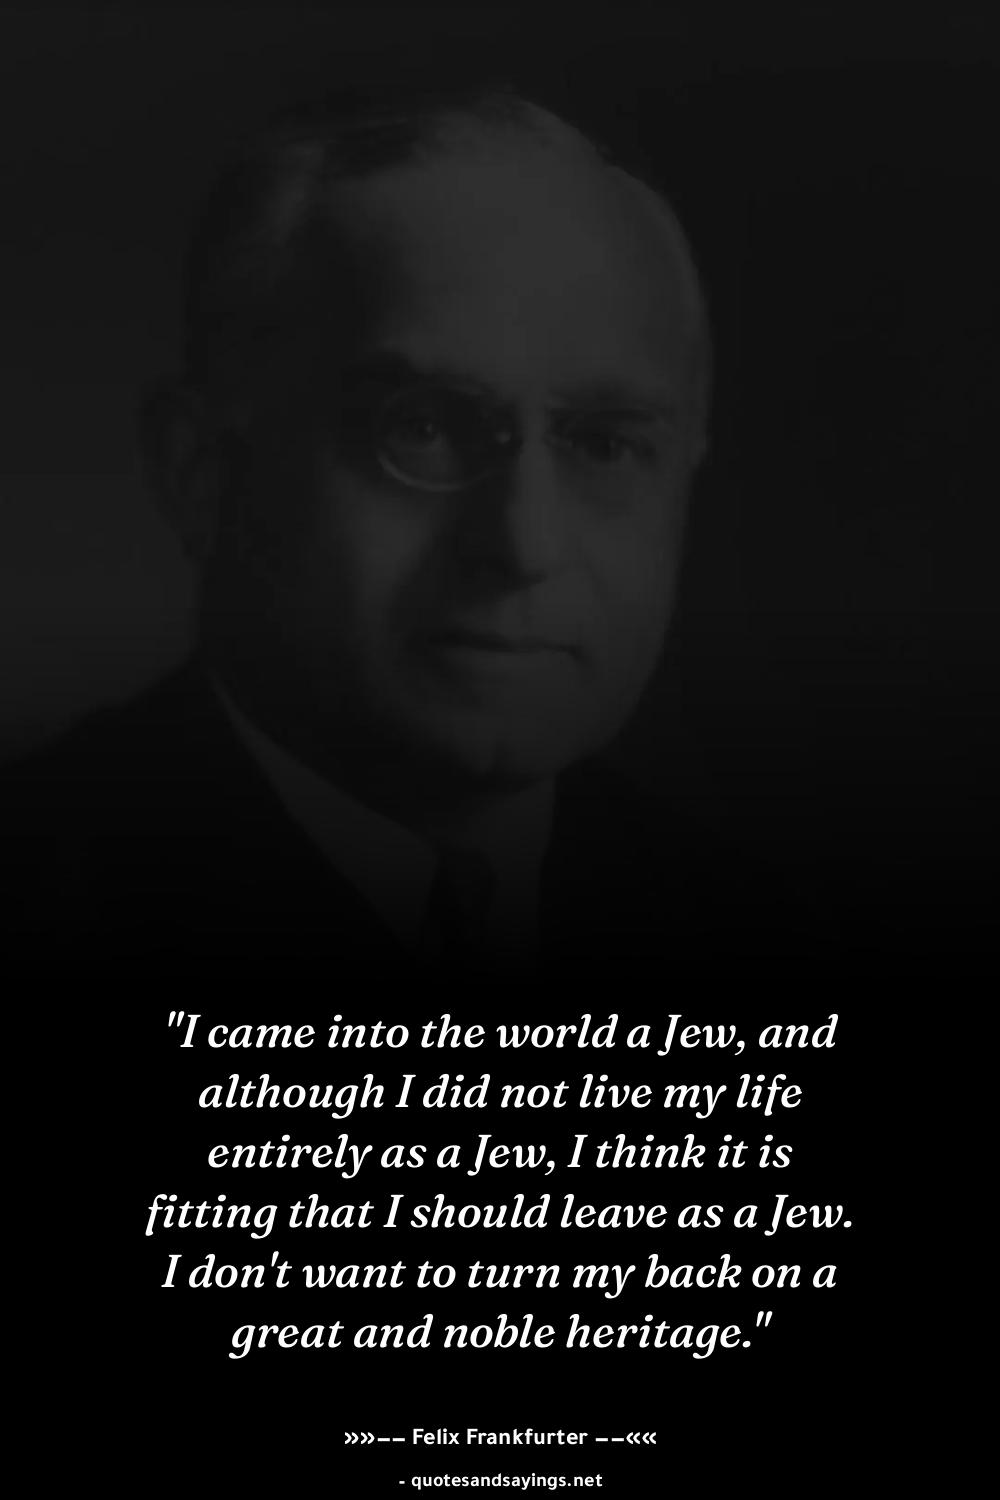 "I came into the world a Jew, and
although I did not live my life
entirely as a Jew, I think it is
fitting that I should leave as a Jew.
I don't want to turn my back on a
great and noble heritage."
»»−− Felix Frankfurter −−««
- quotesandsayings.net